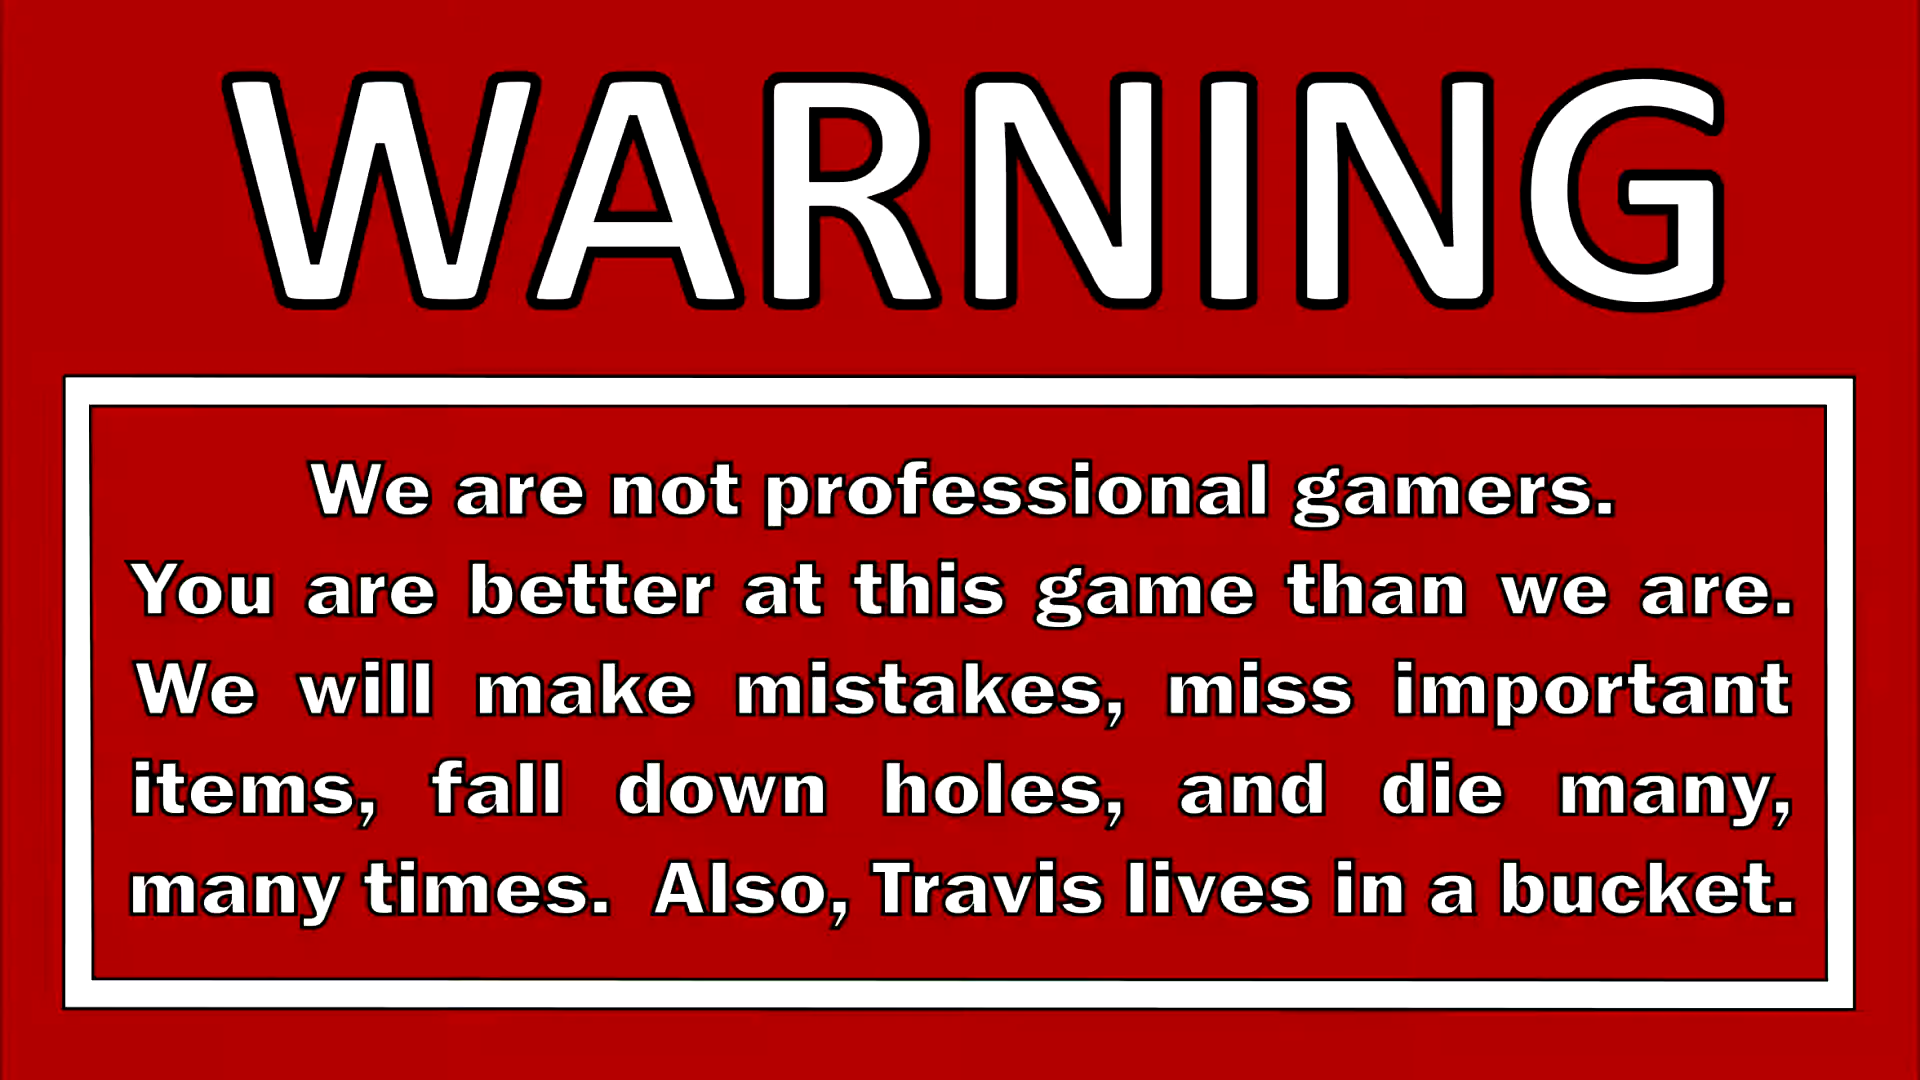 WARNING
We are not professional gamers.
You are better at this game than we are.
We will make mistakes, miss important
items, fall down holes, and die many,
many times.  Also, Travis lives in a bucket.